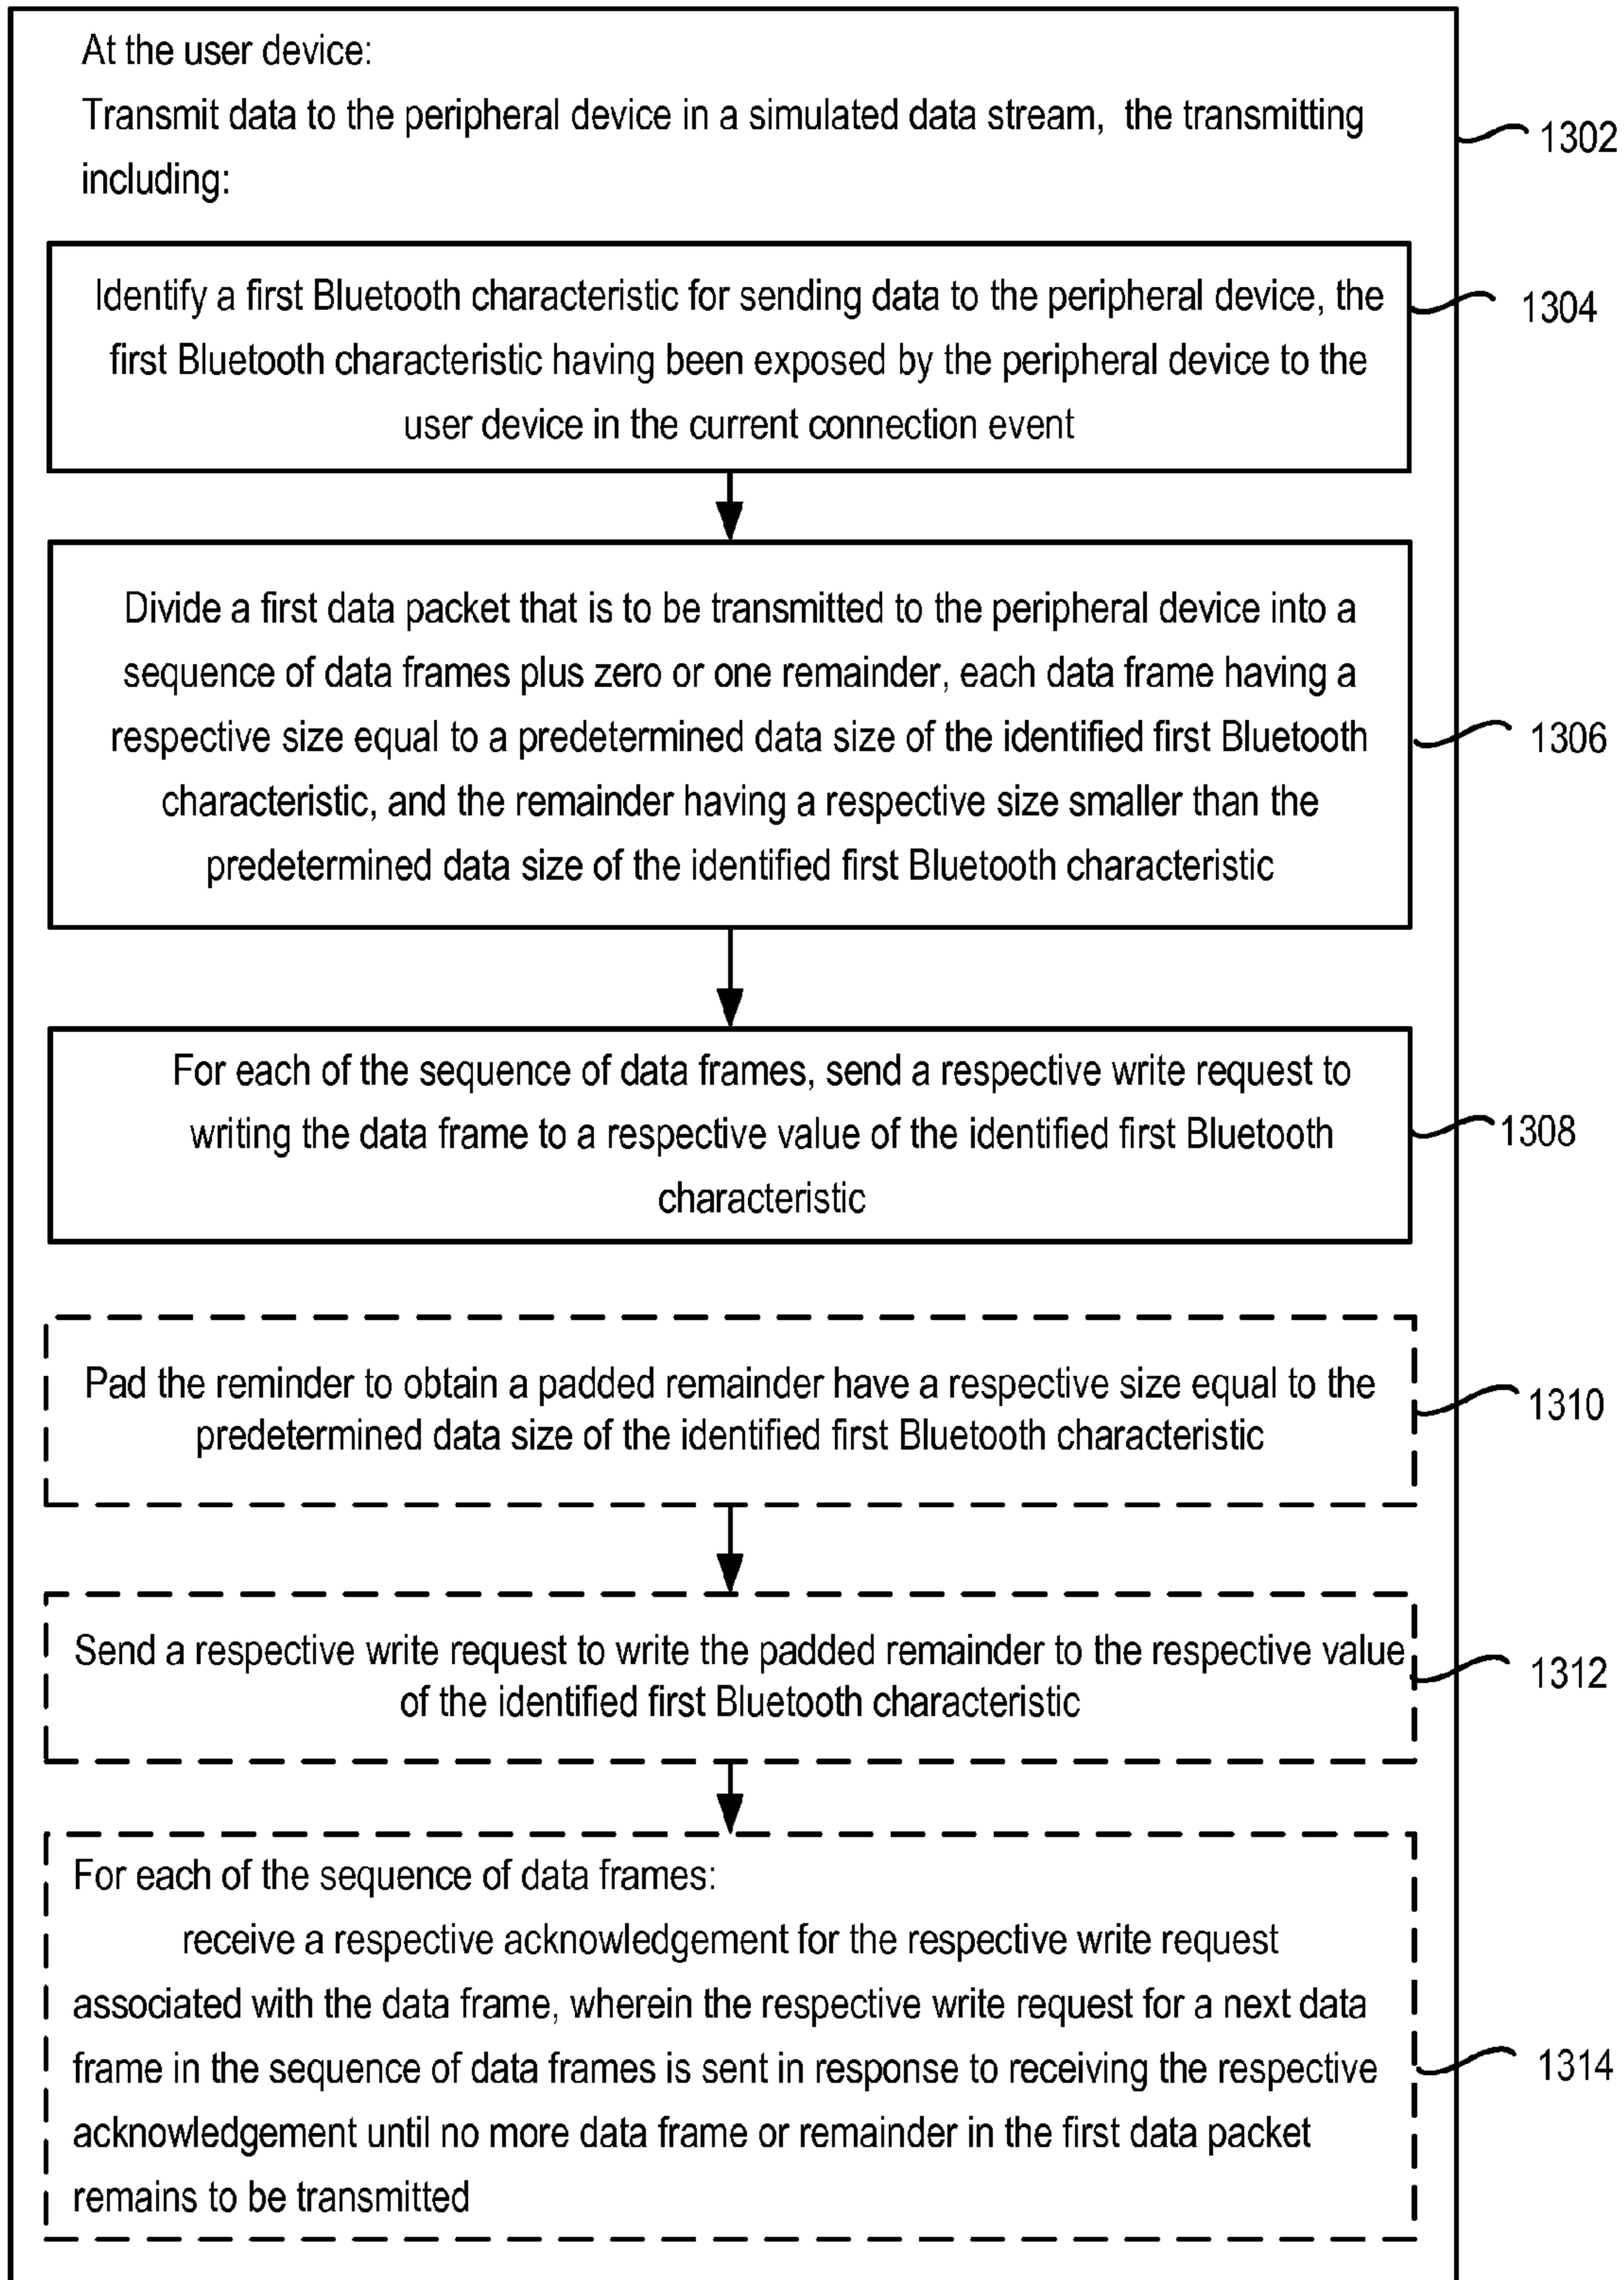 At the user device:
Transmit data to the peripheral device in a simulated data stream, the transmitting
including:
1302
Identify a first Bluetooth characteristic for sending data to the peripheral device, the
first Bluetooth characteristic having been exposed by the peripheral device to the
user device in the current connection event
1304
Divide a first data packet that is to be transmitted to the peripheral device into a
sequence of data frames plus zero or one remainder, each data frame having a
respective size equal to a predetermined data size of the identified first Bluetooth
characteristic, and the remainder having a respective size smaller than the
predetermined data size of the identified first Bluetooth characteristic
1306
For each of the sequence of data frames, send a respective write request to
writing the data frame to a respective value of the identified first Bluetooth
characteristic
1308
Pad the reminder to obtain a padded remainder have a respective size equal to the
predetermined data size of the identified first Bluetooth characteristic
1310
Send a respective write request to write the padded remainder to the respective value
of the identified first Bluetooth characteristic
1312
For each of the sequence of data frames:
receive a respective acknowledgement for the respective write request
associated with the data frame, wherein the respective write request for a next data
frame in the sequence of data frames is sent in response to receiving the respective
acknowledgement until no more data frame or remainder in the first data packet
remains to be transmitted
1314